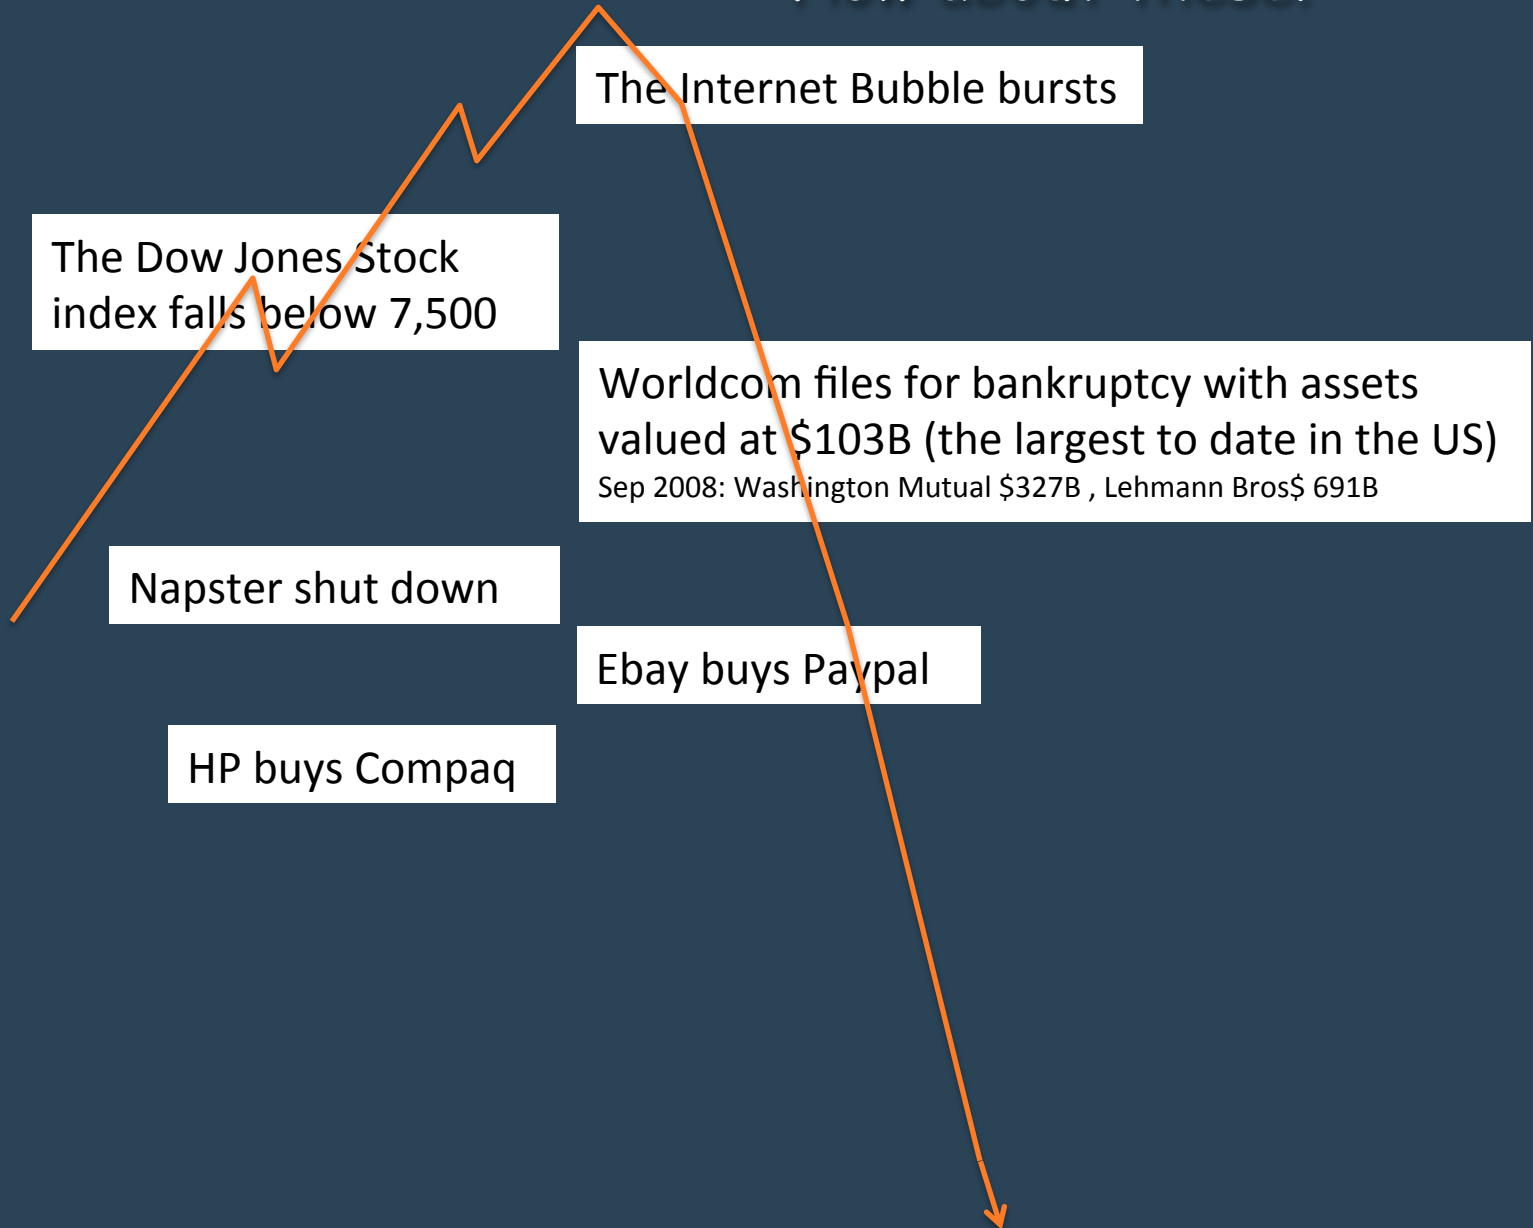 The Internet Bubble bursts
The Dow Jones Stock
index falls below 7,500
Worldcom files for bankruptcy with assets
valued at $103B (the largest to date in the US)
Sep 2008: Washington Mutual $327B , Lehmann Bros$ 691B
Napster shut down
Ebay buys Paypal
HP buys Compaq